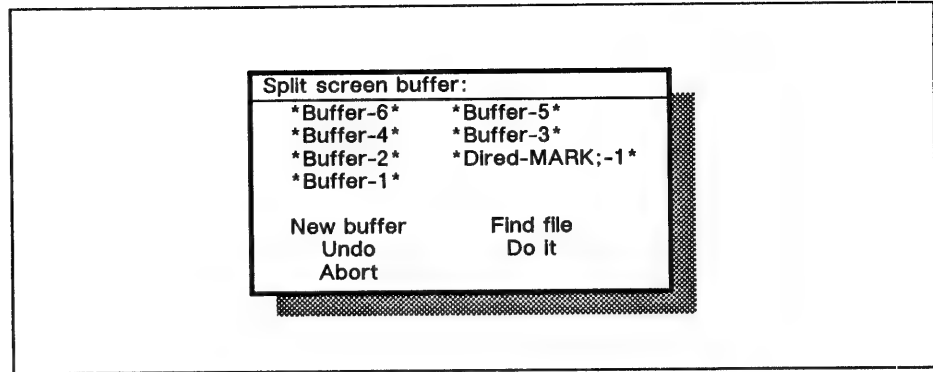 Split screen buffer:
*Buffer-6* *Buffer-5*
*Buffer-4* *Buffer-3*
*Buffer-2* *Dired-MARK;-1*
*Buffer-1*
New buffer Find file
Undo Do it
Abort